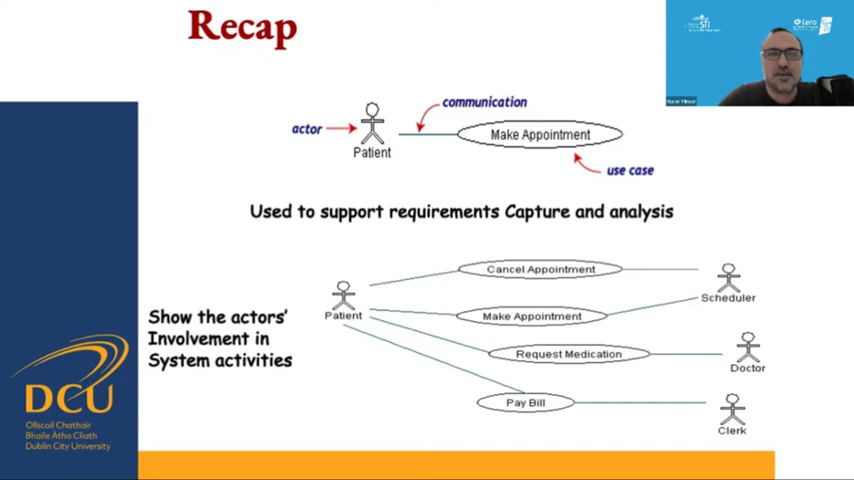 Recap
Lero
actor
communication
Patient
Make Appointment
use case
Used to support requirements Capture and analysis
Show the actors'
Involvement in
System activities
Patient
Cancel Appointment
Make Appointment
Request Medication
Pay Bill
Scheduler
Doctor
Clerk
DCU
Ollscoil Chathair
Bhaile Átha Cliath
Dublin City University